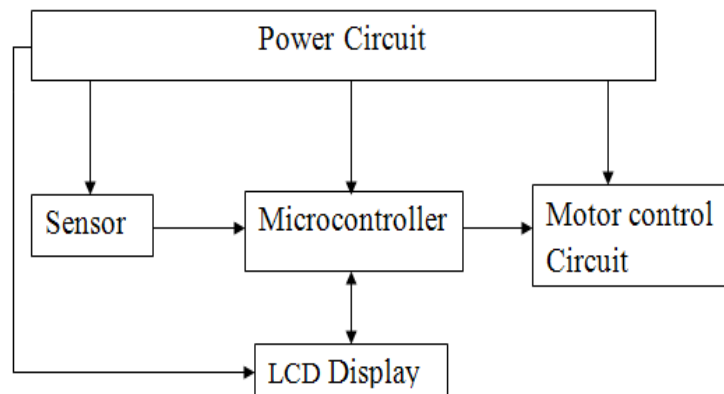 Power Circuit
Sensor
Microcontroller
Motor control
Circuit
LCD Display